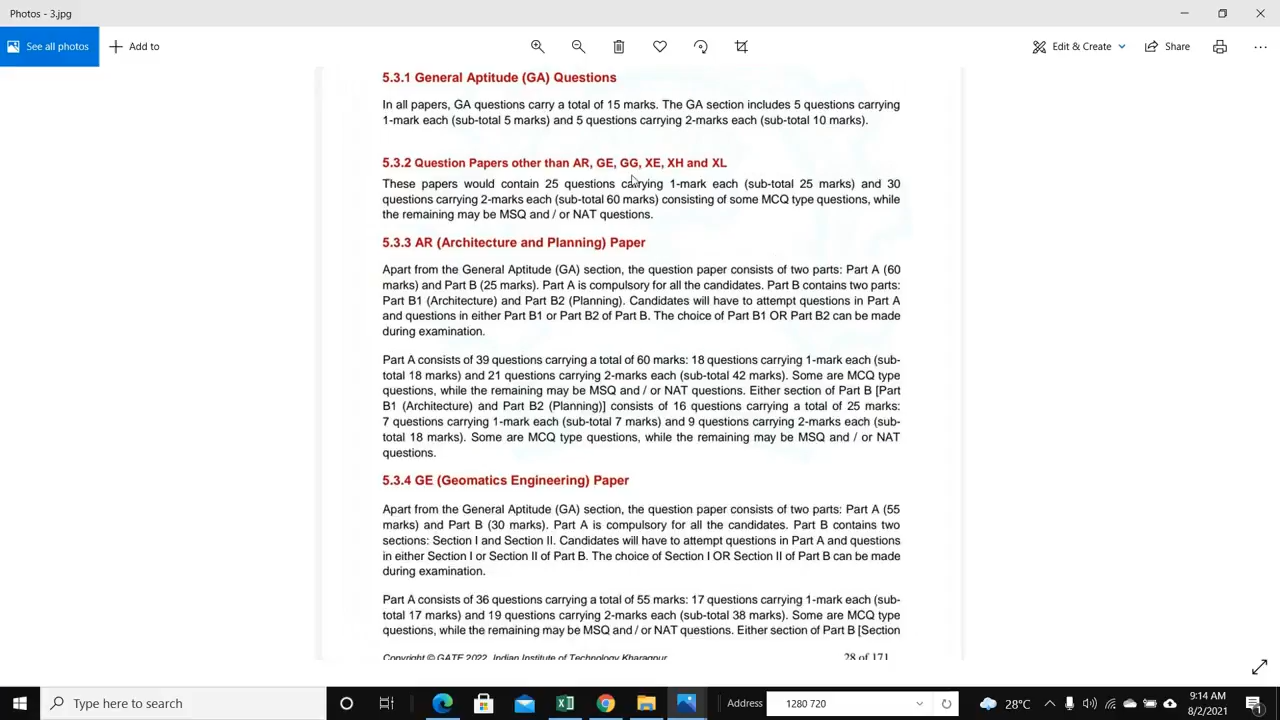 Photos - 3.jpg
See all photos
Add to
Edit & Create
Share
5.3.1 General Aptitude (GA) Questions
In all papers, GA questions carry a total of 15 marks. The GA section includes 5 questions carrying
1-mark each (sub-total 5 marks) and 5 questions carrying 2-marks each (sub-total 10 marks).
5.3.2 Question Papers other than AR, GE, GG, XE, XH and XL
These papers would contain 25 questions carrying 1-mark each (sub-total 25 marks) and 30
questions carrying 2-marks each (sub-total 60 marks) consisting of some MCQ type questions, while
the remaining may be MSQ and / or NAT questions.
5.3.3 AR (Architecture and Planning) Paper
Apart from the General Aptitude (GA) section, the question paper consists of two parts: Part A (60
marks) and Part B (25 marks). Part A is compulsory for all the candidates. Part B contains two parts:
Part B1 (Architecture) and Part B2 (Planning). Candidates will have to attempt questions in Part A
and questions in either Part B1 or Part B2 of Part B. The choice of Part B1 OR Part B2 can be made
during examination.
Part A consists of 39 questions carrying a total of 60 marks: 18 questions carrying 1-mark each (sub-
total 18 marks) and 21 questions carrying 2-marks each (sub-total 42 marks). Some are MCQ type
questions, while the remaining may be MSQ and / or NAT questions. Either section of Part B [Part
B1 (Architecture) and Part B2 (Planning)] consists of 16 questions carrying a total of 25 marks:
7 questions carrying 1-mark each (sub-total 7 marks) and 9 questions carrying 2-marks each (sub-
total 18 marks). Some are MCQ type questions, while the remaining may be MSQ and / or NAT
questions.
5.3.4 GE (Geomatics Engineering) Paper
Apart from the General Aptitude (GA) section, the question paper consists of two parts: Part A (55
marks) and Part B (30 marks). Part A is compulsory for all the candidates. Part B contains two
sections: Section I and Section II. Candidates will have to attempt questions in Part A and questions
in either Section I or Section II of Part B. The choice of Section I OR Section II of Part B can be made
during examination.
Part A consists of 36 questions carrying a total of 55 marks: 17 questions carrying 1-mark each (sub-
total 17 marks) and 19 questions carrying 2-marks each (sub-total 38 marks). Some are MCQ type
questions, while the remaining may be MSQ and / or NAT questions. Either section of Part B [Section
Copyright © GATE 2022, Indian Institute of Technology Kharagpur
28 of 171
Type here to search
Address
1280 720
28°C
9:14 AM
8/2/2021
1